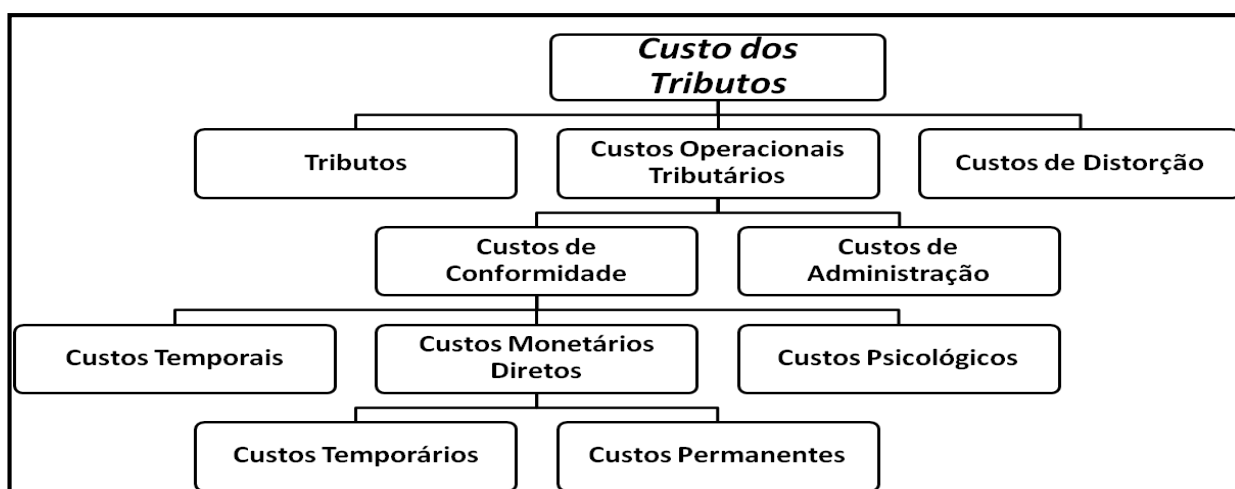 Custo dos
Tributos
Tributos
Custos Operacionais
Tributários
Custos de Distorção
Custos de
Conformidade
Custos de
Administração
Custos Temporais
Custos Monetários
Diretos
Custos Psicológicos
Custos Temporários
Custos Permanentes